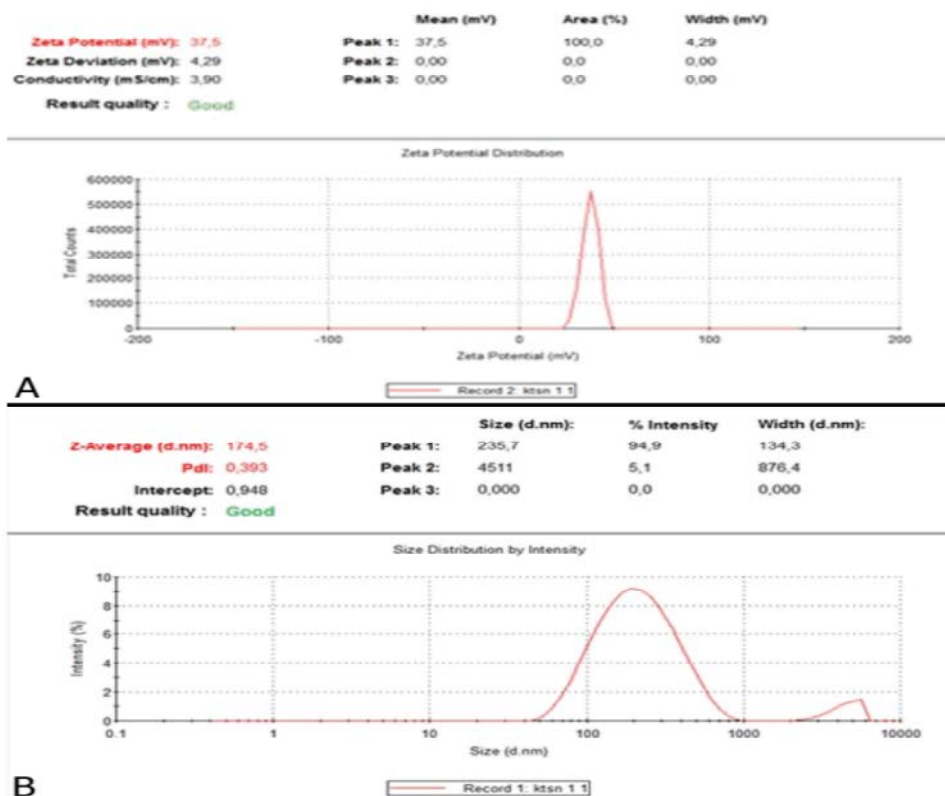 Mean (mV) Area (%) Width (mV)
Zeta Potential (mV): 37,5 Peak 1: 37,5 100,0 4,29
Zeta Deviation (mV): 4,29 Peak 2: 0,00 0,0 0,00
Conductivity (mS/cm): 3,90 Peak 3: 0,00 0,0 0,00
Result quality : Good
Zeta Potential Distribution
Total Counts
600000
500000
400000
300000
200000
100000
0
-200 -100 0 100 200
Zeta Potential (mV)
A
Record 2: ktsn 1 1
Size (d.nm): % Intensity Width (d.nm):
Z-Average (d.nm): 174,5 Peak 1: 235,7 94,9 134,3
PdI: 0,393 Peak 2: 4511 5,1 876,4
Intercept: 0,948 Peak 3: 0,000 0,0 0,000
Result quality : Good
Size Distribution by Intensity
Intensity (%)
10
8
6
4
2
0
0.1 1 10 100 1000 10000
Size (d.nm)
B
Record 1: ktsn 1 1